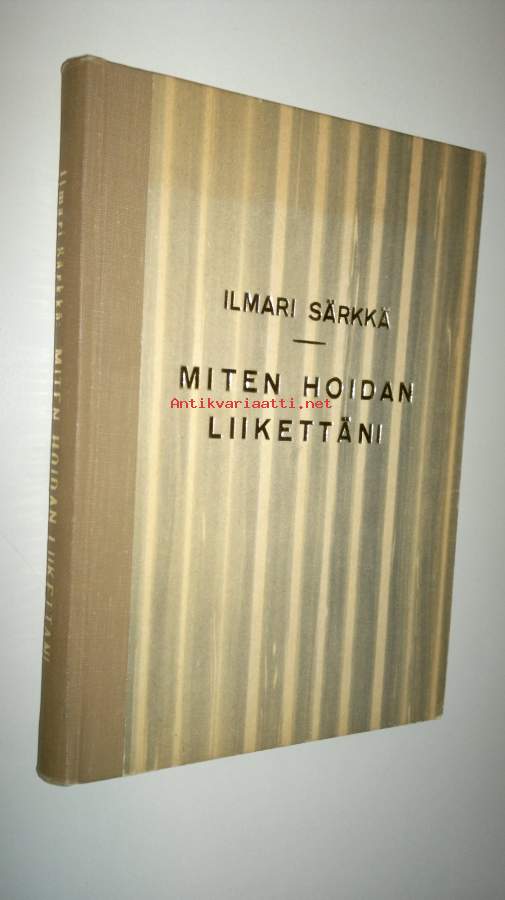 ILMARI SÄRKKÄ
MITEN HOIDAN
LIIKETTÄNI
Antikvariaatti.net
Ilmari Särkkä: MITEN HOIDAN LIIKETTÄNI